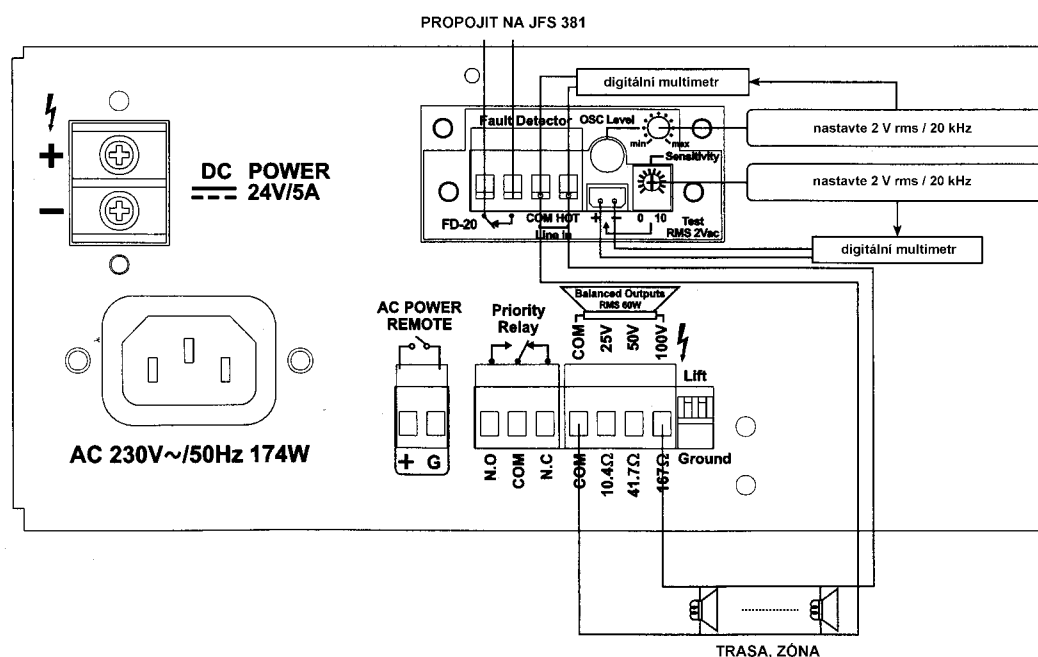 PROPOJIT NA JFS 381
digitální multimetr
Fault Detector
OSC Level
nastavte 2 V rms / 20 kHz
min
max
Sensitivity
nastavte 2 V rms / 20 kHz
+
DC POWER
24V/5A
−
FD-20
COM HOT
Line in
+ −
0 10
Test
RMS 2Vac
digitální multimetr
Balanced Outputs
RMS 60W
AC POWER
REMOTE
Priority
Relay
COM
25V
50V
100V
Lift
AC 230V~/50Hz 174W
+ G
N.O
COM
N.C
COM
10.4Ω
41.7Ω
167Ω
Ground
TRASA, ZÓNA